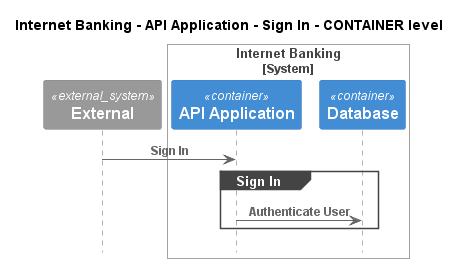 Internet Banking - API Application - Sign In - CONTAINER level
Internet Banking
[System]
«external_system»
External
«container»
API Application
«container»
Database
Sign In
Sign In
Authenticate User